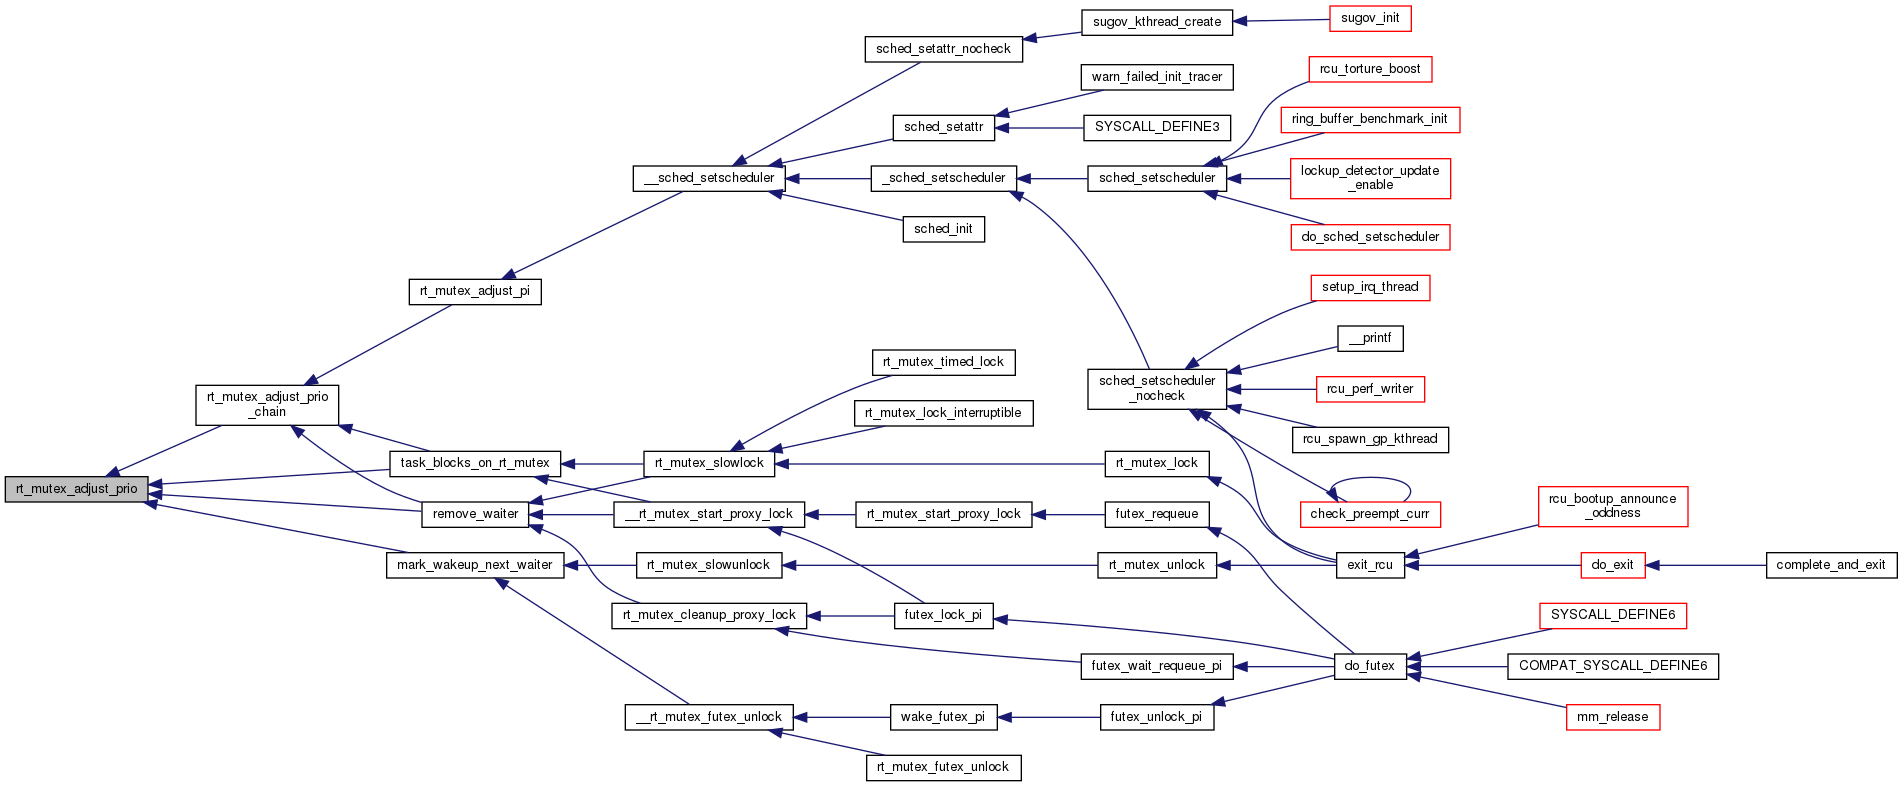 sugov_kthread_create
sugov_init
sched_setattr_nocheck
rcu_torture_boost
warn_failed_init_tracer
ring_buffer_benchmark_init
sched_setattr
SYSCALL_DEFINE3
lockup_detector_update
_enable
__sched_setscheduler
_sched_setscheduler
sched_setscheduler
sched_init
do_sched_setscheduler
rt_mutex_adjust_pi
setup_irq_thread
__printf
rt_mutex_timed_lock
sched_setscheduler
_nocheck
rcu_perf_writer
rt_mutex_adjust_prio
_chain
rt_mutex_lock_interruptible
rcu_spawn_gp_kthread
task_blocks_on_rt_mutex
rt_mutex_slowlock
rt_mutex_lock
rt_mutex_adjust_prio
rcu_bootup_announce
_oddness
remove_waiter
__rt_mutex_start_proxy_lock
rt_mutex_start_proxy_lock
futex_requeue
check_preempt_curr
mark_wakeup_next_waiter
rt_mutex_slowunlock
rt_mutex_unlock
exit_rcu
do_exit
complete_and_exit
rt_mutex_cleanup_proxy_lock
futex_lock_pi
SYSCALL_DEFINE6
futex_wait_requeue_pi
do_futex
COMPAT_SYSCALL_DEFINE6
__rt_mutex_futex_unlock
wake_futex_pi
futex_unlock_pi
mm_release
rt_mutex_futex_unlock